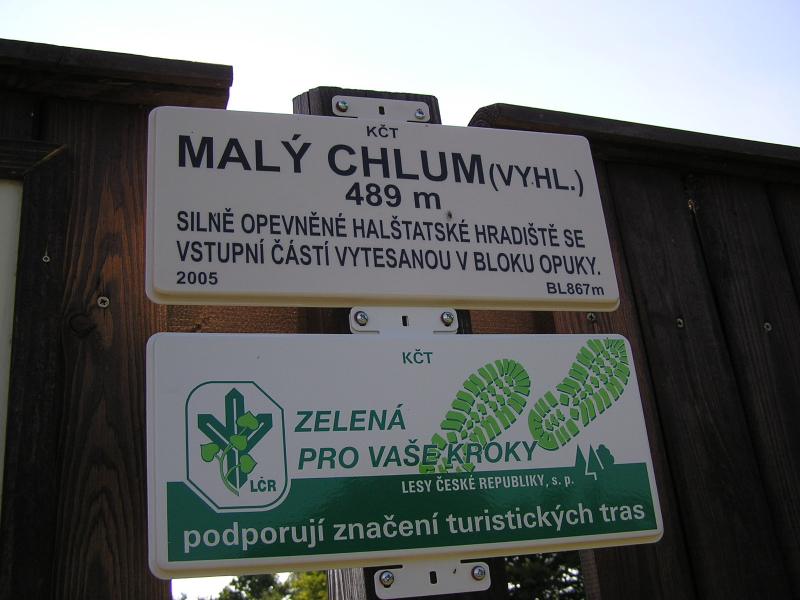 KČT
MALÝ CHLUM (VYHL.)
489 m
SILNĚ OPEVNĚNÉ HALŠTATSKÉ HRADIŠTĚ SE
VSTUPNÍ ČÁSTÍ VYTESANOU V BLOKU OPUKY.
2005 BL867m
KČT
ZELENÁ
PRO VAŠE KROKY
LČR
LESY ČESKÉ REPUBLIKY, s. p.
podporují značení turistických tras